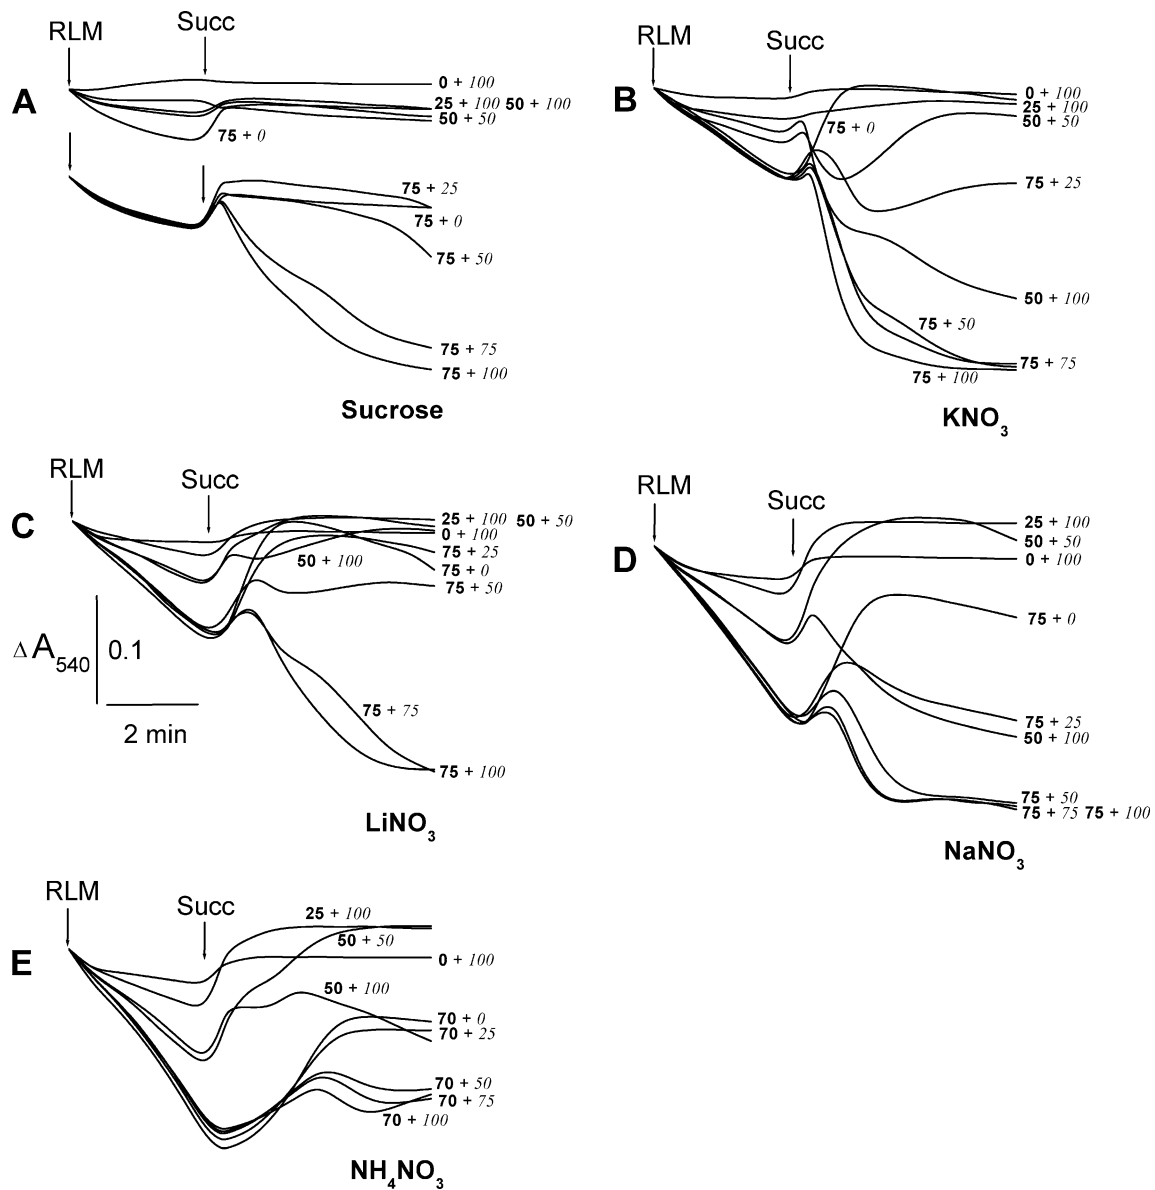 RLM
Succ
A
0 + 100
25 + 100 50 + 100
50 + 50
75 + 0
75 + 25
75 + 0
75 + 50
75 + 75
75 + 100
Sucrose
RLM
Succ
B
0 + 100
25 + 100
50 + 50
75 + 0
75 + 25
50 + 100
75 + 50
75 + 75
75 + 100
KNO3
RLM
Succ
C
25 + 100 50 + 50
0 + 100
75 + 25
50 + 100
75 + 0
75 + 50
Δ A540
0.1
2 min
75 + 75
75 + 100
LiNO3
RLM
Succ
D
25 + 100
50 + 50
0 + 100
75 + 0
75 + 25
50 + 100
75 + 50
75 + 75 75 + 100
NaNO3
RLM
Succ
E
25 + 100
50 + 50
0 + 100
50 + 100
70 + 0
70 + 25
70 + 50
70 + 75
70 + 100
NH4NO3